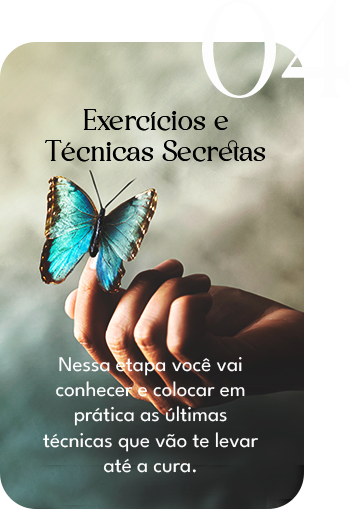 04
Exercícios e
Técnicas Secretas
Nessa etapa você vai
conhecer e colocar em
prática as últimas
técnicas que vão te levar
até a cura.